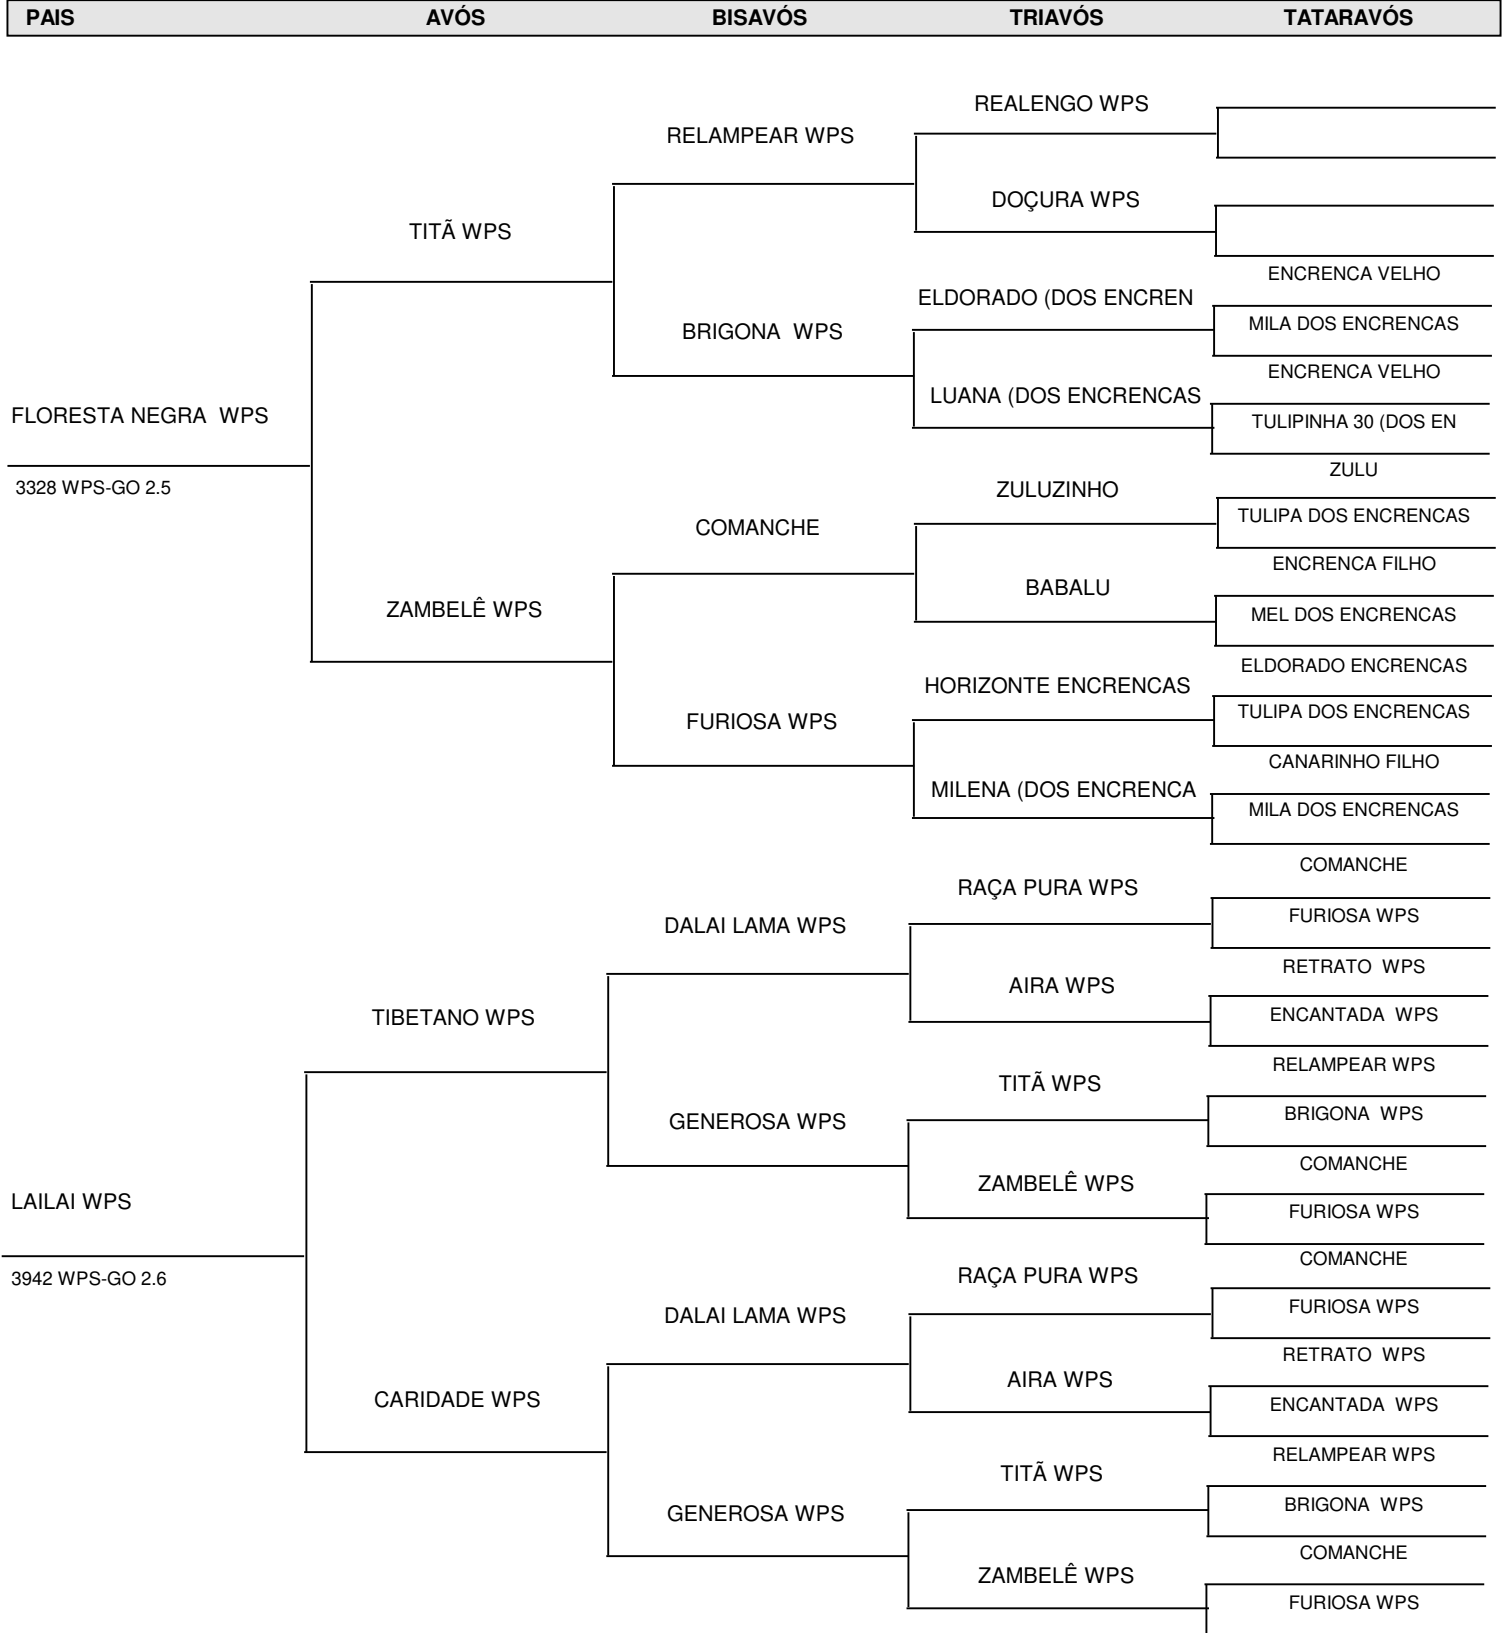 PAIS AVÓS BISAVÓS TRIAVÓS TATARAVÓS
REALENGO WPS
RELAMPEAR WPS
DOÇURA WPS
TITÃ WPS
ENCRENCA VELHO
ELDORADO (DOS ENCREN
MILA DOS ENCRENCAS
BRIGONA  WPS
ENCRENCA VELHO
LUANA (DOS ENCRENCAS
FLORESTA NEGRA  WPS
TULIPINHA 30 (DOS EN
ZULU
3328 WPS-GO 2.5
ZULUZINHO
TULIPA DOS ENCRENCAS
COMANCHE
ENCRENCA FILHO
BABALU
ZAMBELÊ WPS
MEL DOS ENCRENCAS
ELDORADO ENCRENCAS
HORIZONTE ENCRENCAS
TULIPA DOS ENCRENCAS
FURIOSA WPS
CANARINHO FILHO
MILENA (DOS ENCRENCA
MILA DOS ENCRENCAS
COMANCHE
RAÇA PURA WPS
FURIOSA WPS
DALAI LAMA WPS
RETRATO  WPS
AIRA WPS
TIBETANO WPS
ENCANTADA  WPS
RELAMPEAR WPS
TITÃ WPS
BRIGONA  WPS
GENEROSA WPS
COMANCHE
ZAMBELÊ WPS
LAILAI WPS
FURIOSA WPS
COMANCHE
3942 WPS-GO 2.6
RAÇA PURA WPS
FURIOSA WPS
DALAI LAMA WPS
RETRATO  WPS
AIRA WPS
CARIDADE WPS
ENCANTADA  WPS
RELAMPEAR WPS
TITÃ WPS
BRIGONA  WPS
GENEROSA WPS
COMANCHE
ZAMBELÊ WPS
FURIOSA WPS